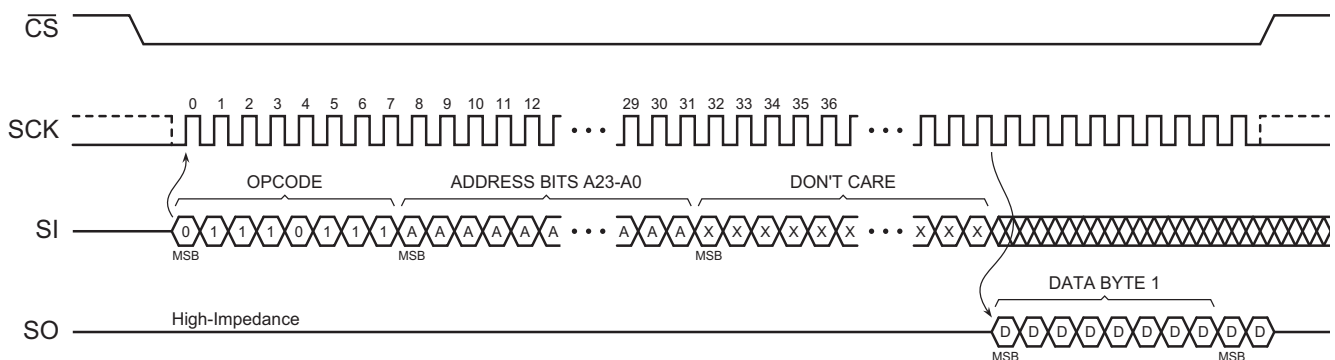 CS
0 1 2 3 4 5 6 7 8 9 10 11 12 29 30 31 32 33 34 35 36
SCK
OPCODE ADDRESS BITS A23-A0 DON'T CARE
SI 0 1 1 1 0 1 1 1 A A A A A A A A A X X X X X X X X X
MSB MSB MSB
DATA BYTE 1
High-Impedance
SO D D D D D D D D D D
MSB MSB